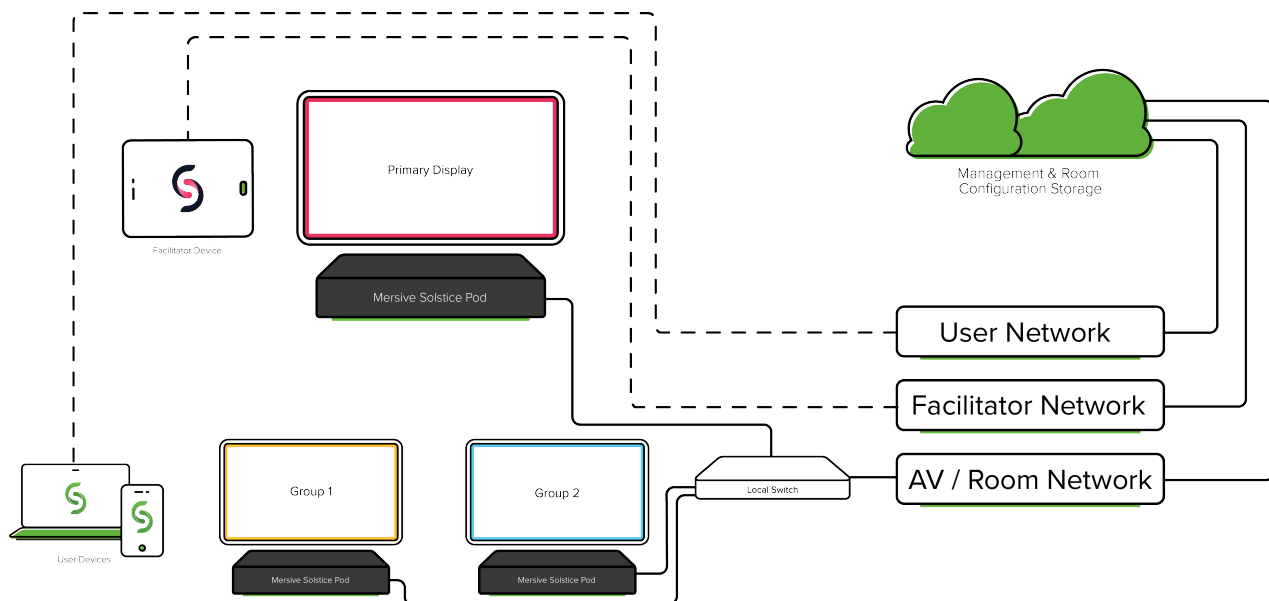 Primary Display
Facilitator Device
Mersive Solstice Pod
Management & Room
Configuration Storage
User Network
Facilitator Network
AV / Room Network
Local Switch
Group 1
Group 2
User Devices
Mersive Solstice Pod
Mersive Solstice Pod